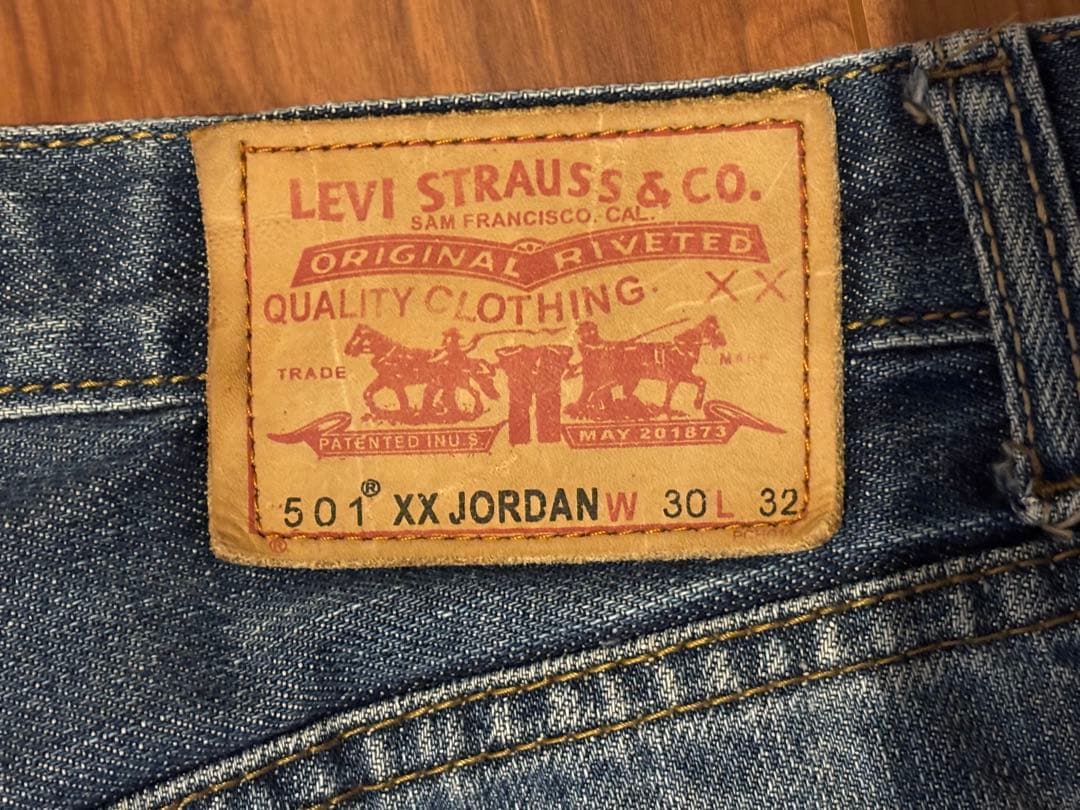 LEVI STRAUSS & CO.
SAM FRANCISCO. CAL.
ORIGINAL RIVETED
QUALITY CLOTHING. XX
TRADE MARK
PATENTED IN U.S. MAY 201873
501® XX JORDAN W 30 L 32
®